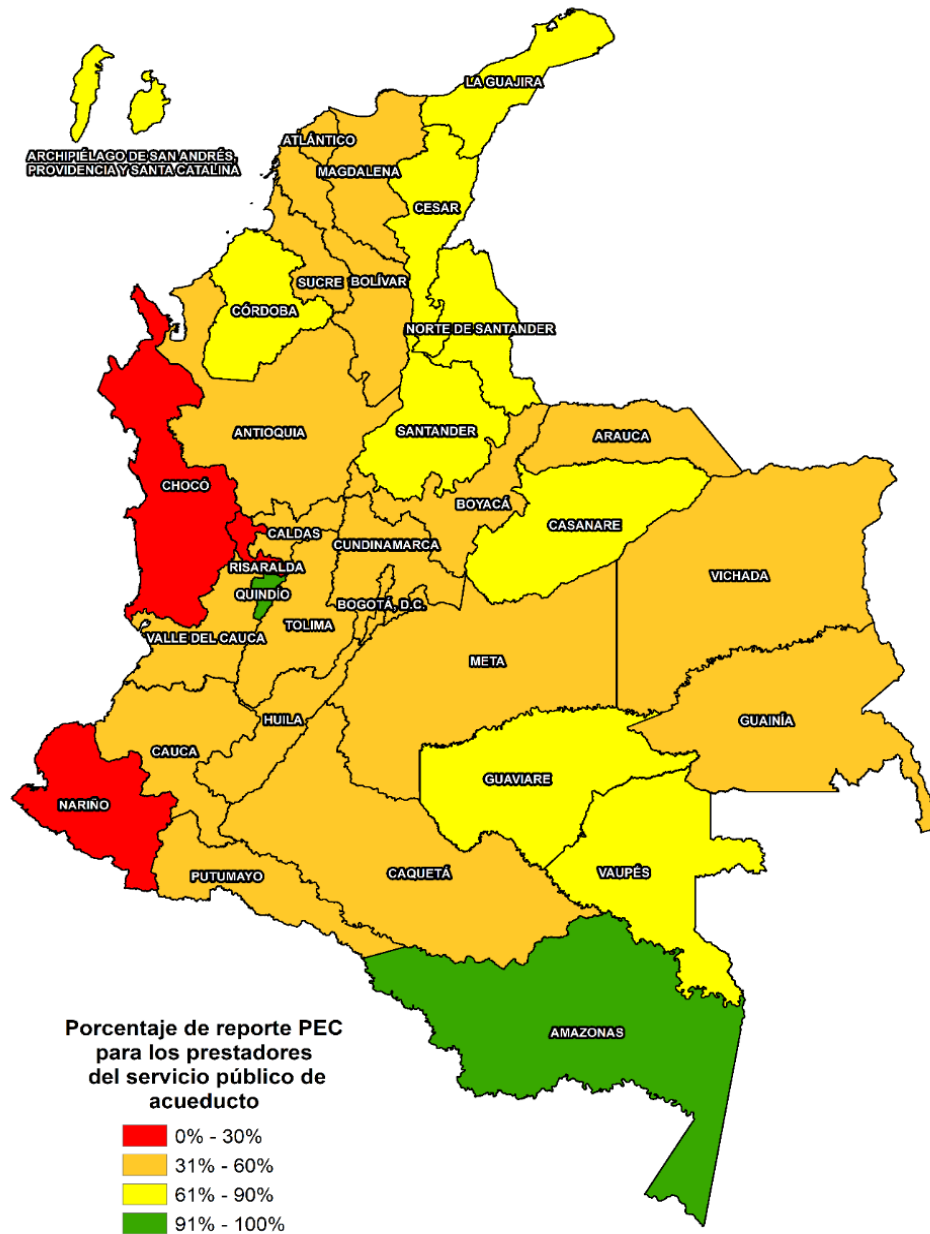 LA GUAJIRA
ATLÁNTICO
ARCHIPIÉLAGO DE SAN ANDRÉS,
PROVIDENCIA Y SANTA CATALINA
MAGDALENA
CESAR
SUCRE
BOLÍVAR
CÓRDOBA
NORTE DE SANTANDER
ANTIOQUIA
SANTANDER
ARAUCA
CHOCÓ
BOYACÁ
CASANARE
CALDAS
CUNDINAMARCA
RISARALDA
VICHADA
QUINDÍO
BOGOTÁ, D.C.
TOLIMA
VALLE DEL CAUCA
META
HUILA
GUAINÍA
CAUCA
GUAVIARE
NARIÑO
PUTUMAYO
CAQUETÁ
VAUPÉS
AMAZONAS
Porcentaje de reporte PEC
para los prestadores
del servicio público de
acueducto
0% - 30%
31% - 60%
61% - 90%
91% - 100%